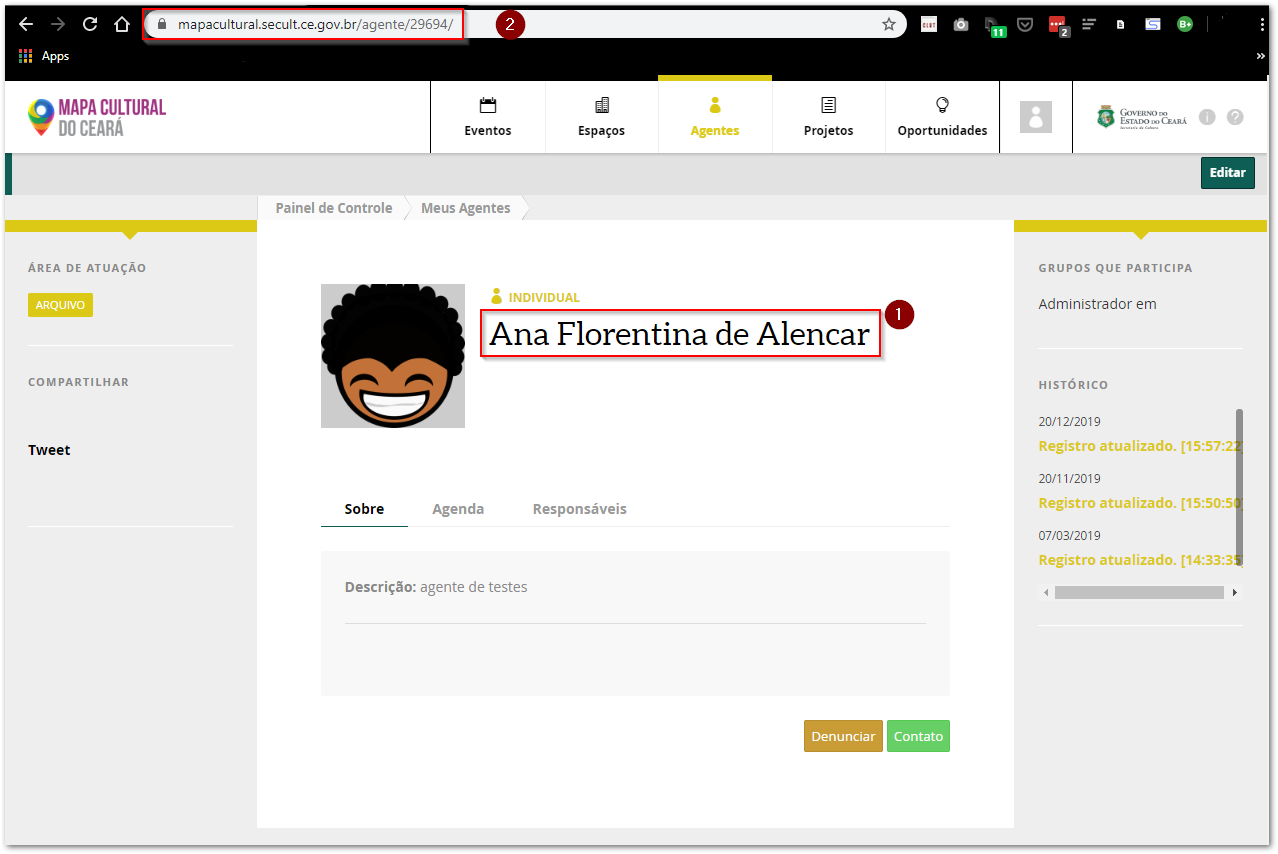 mapacultural.secult.ce.gov.br/agente/29694/
2
CLUT
11
2
B+
Apps
»
MAPA CULTURAL
DO CEARÁ
Eventos
Espaços
Agentes
Projetos
Oportunidades
GOVERNO DO
ESTADO DO CEARÁ
Secretaria da Cultura
i
?
Editar
Painel de Controle
Meus Agentes
ÁREA DE ATUAÇÃO
ARQUIVO
COMPARTILHAR
Tweet
INDIVIDUAL
Ana Florentina de Alencar
1
Sobre
Agenda
Responsáveis
Descrição: agente de testes
Denunciar
Contato
GRUPOS QUE PARTICIPA
Administrador em
HISTÓRICO
20/12/2019
Registro atualizado. [15:57:22]
20/11/2019
Registro atualizado. [15:50:50]
07/03/2019
Registro atualizado. [14:33:35]